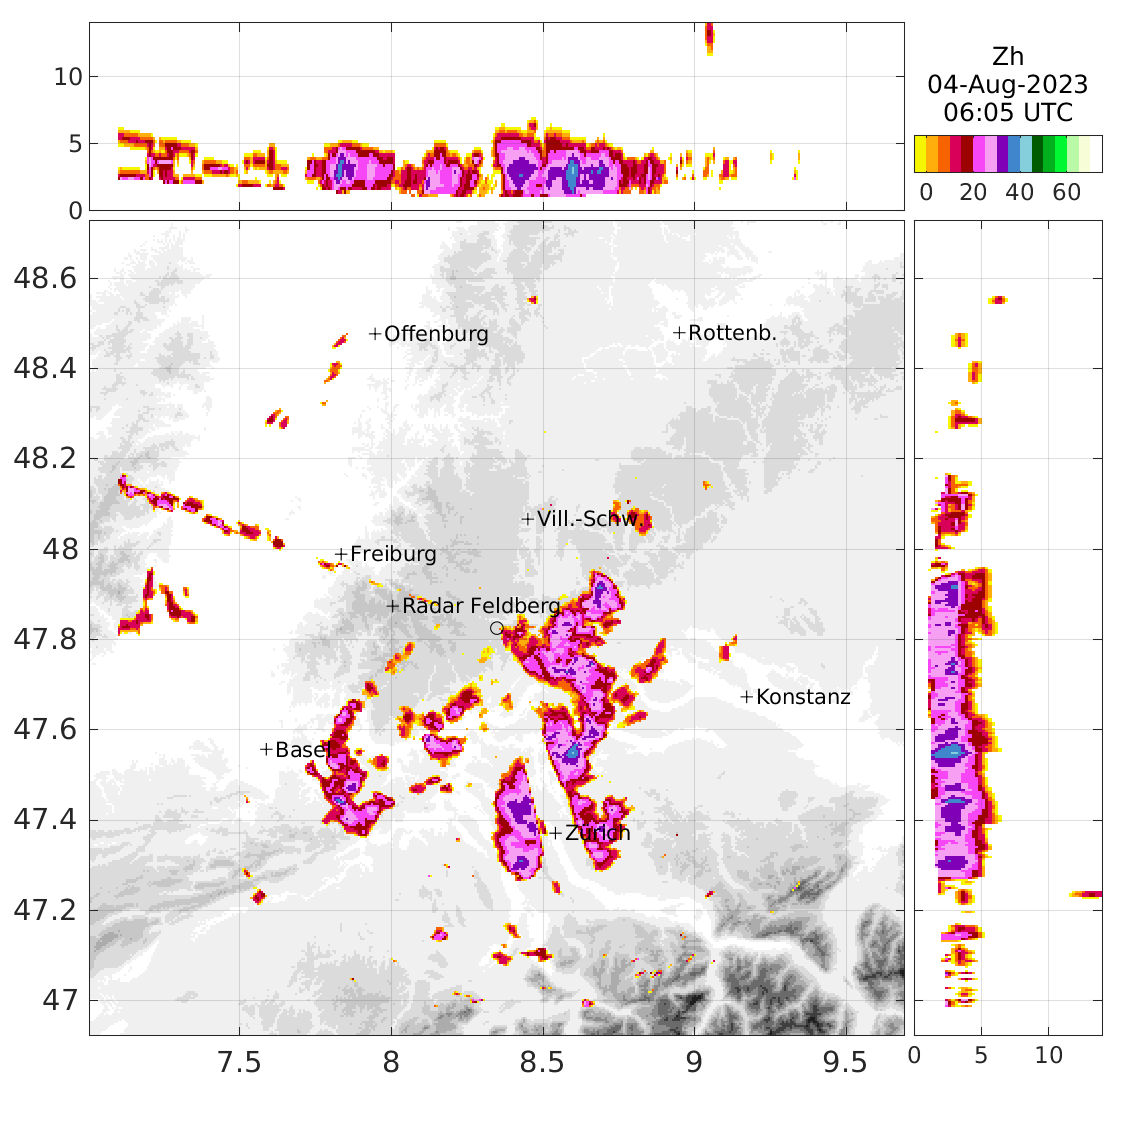 Zh
04-Aug-2023
06:05 UTC
0 20 40 60
10
5
0
48.6
48.4
48.2
48
47.8
47.6
47.4
47.2
47
Offenburg
Rottenb.
Vill.-Schw.
Freiburg
Radar Feldberg
Konstanz
Basel
Zurich
7.5 8 8.5 9 9.5
0 5 10